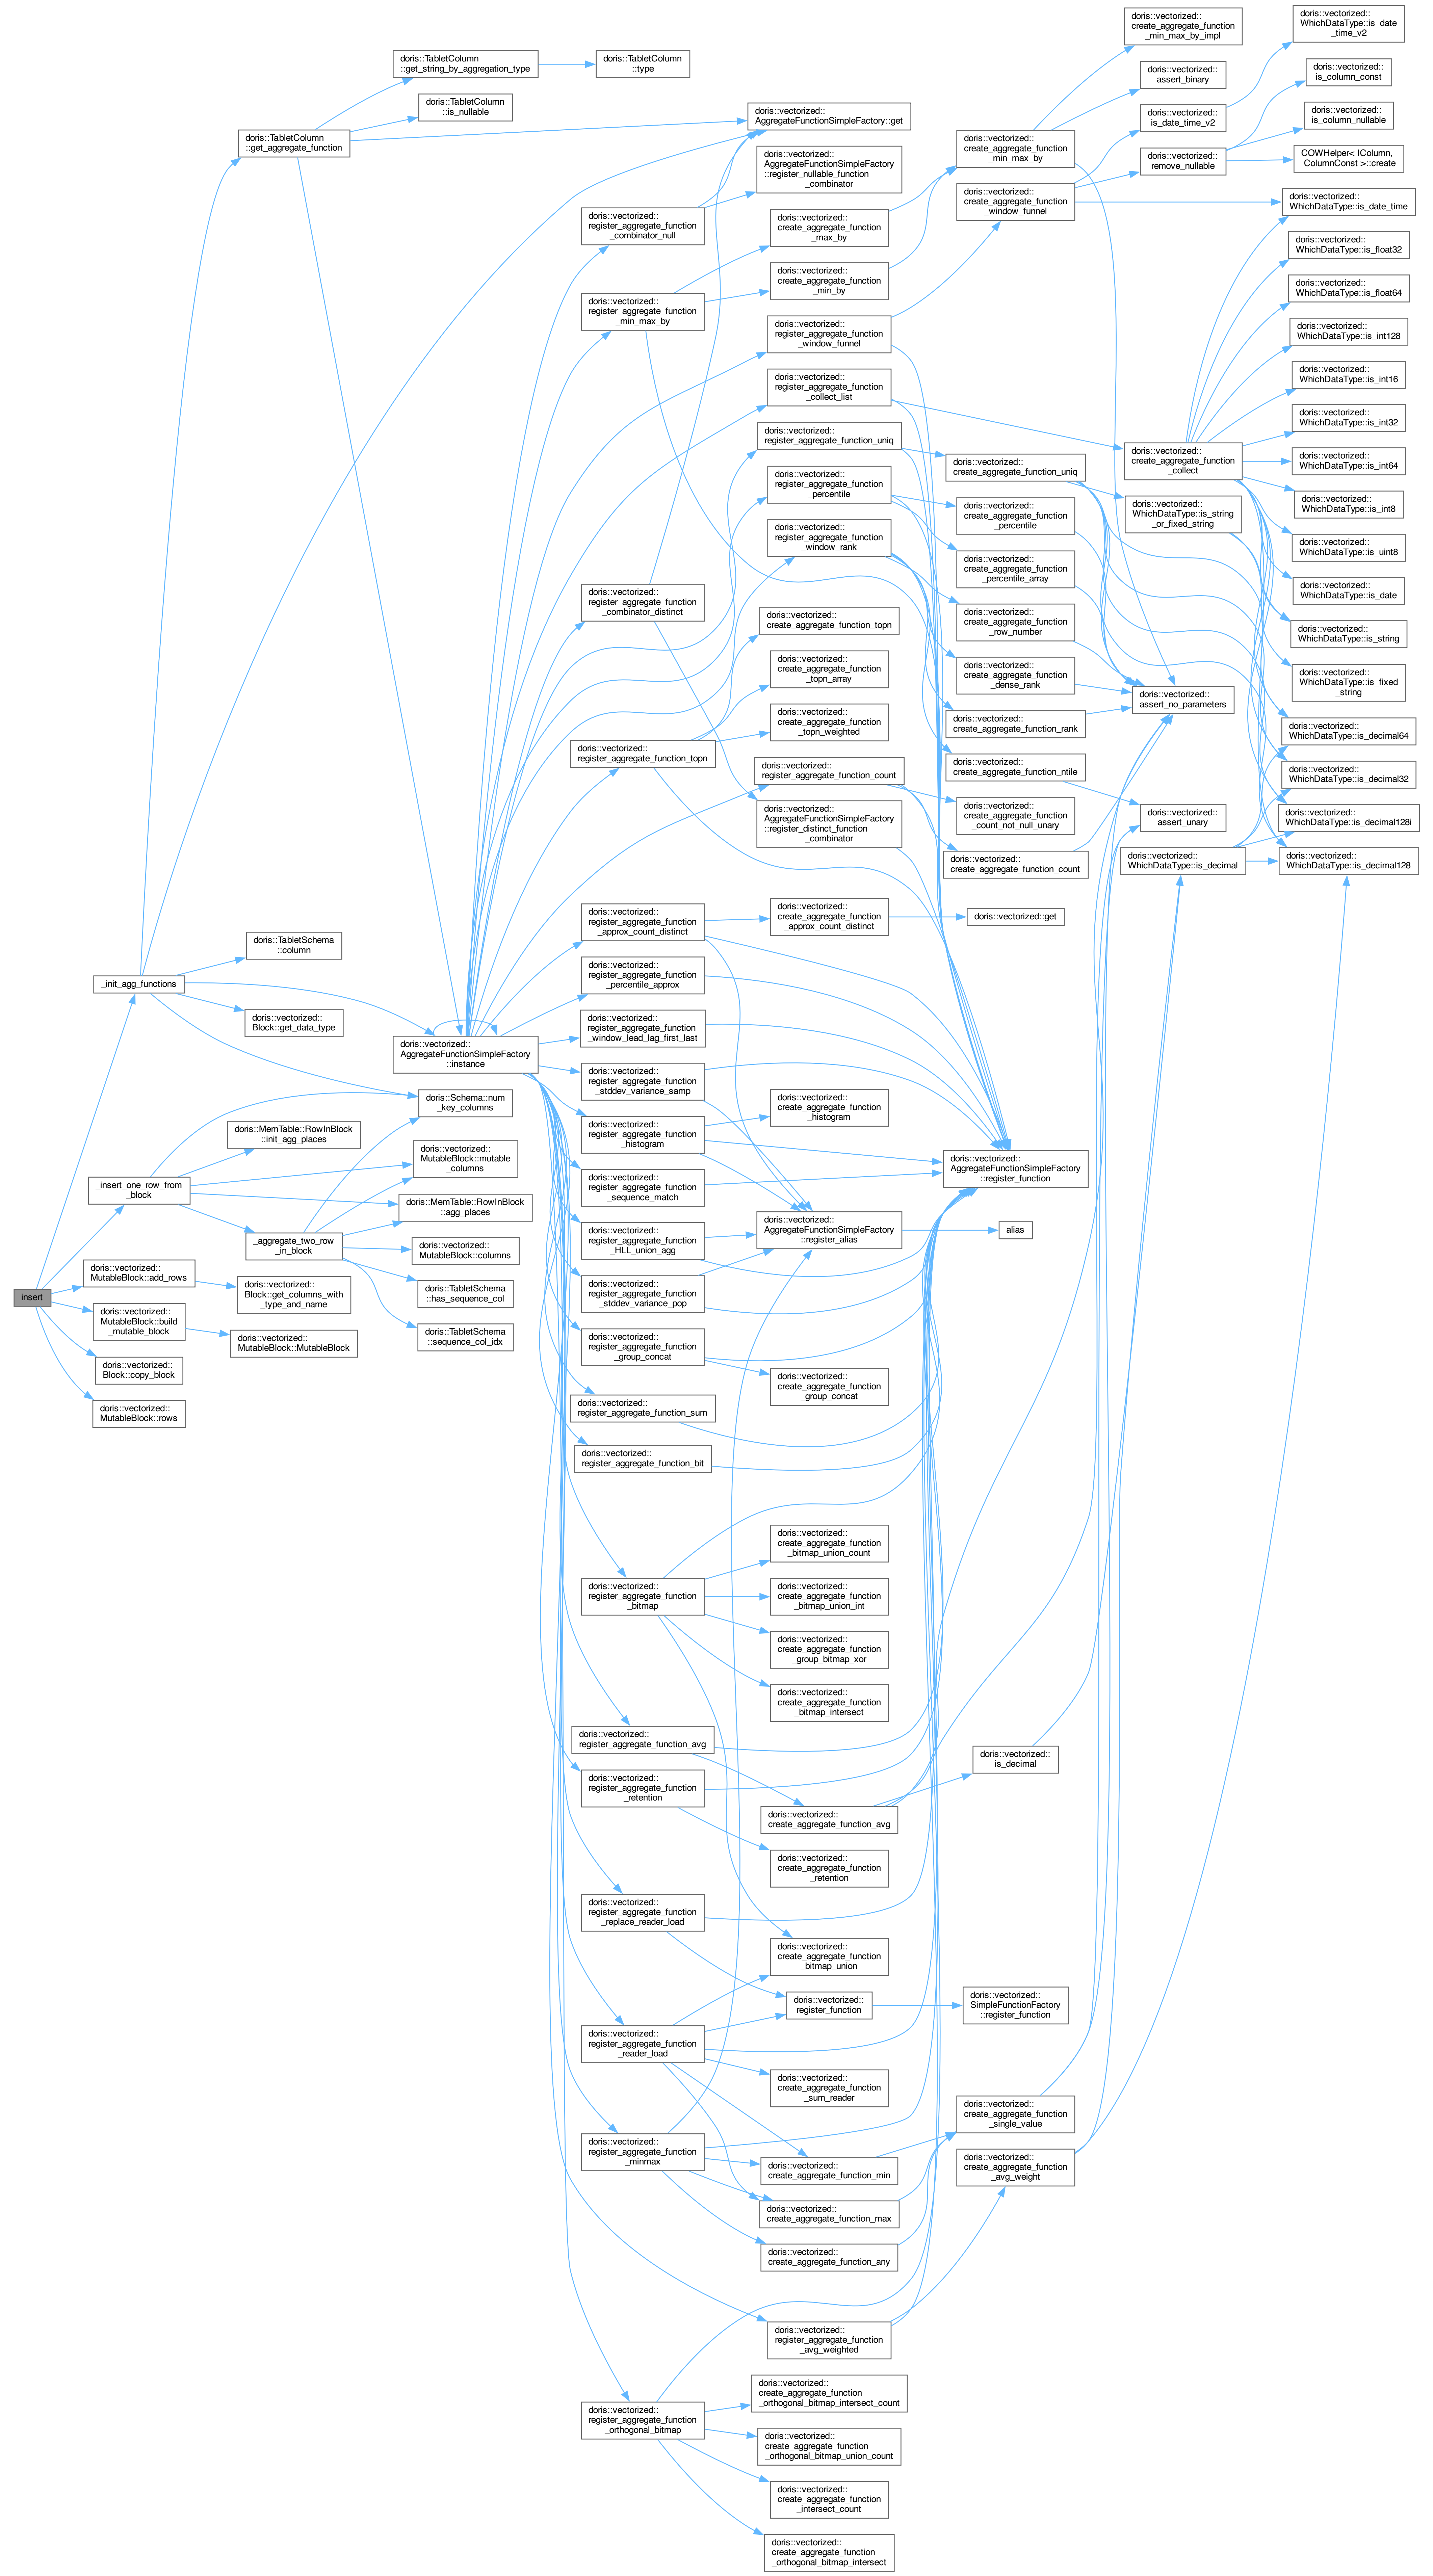 insert
_init_agg_functions
_insert_one_row_from
_block
doris::vectorized::
MutableBlock::add_rows
doris::vectorized::
MutableBlock::build
_mutable_block
doris::vectorized::
Block::copy_block
doris::vectorized::
MutableBlock::rows
doris::TabletColumn
::get_aggregate_function
doris::TabletSchema
::column
doris::vectorized::
Block::get_data_type
doris::MemTable::RowInBlock
::init_agg_places
_aggregate_two_row
_in_block
doris::vectorized::
Block::get_columns_with
_type_and_name
doris::vectorized::
MutableBlock::MutableBlock
doris::TabletColumn
::get_string_by_aggregation_type
doris::TabletColumn
::is_nullable
doris::vectorized::
AggregateFunctionSimpleFactory
::instance
doris::Schema::num
_key_columns
doris::vectorized::
MutableBlock::mutable
_columns
doris::MemTable::RowInBlock
::agg_places
doris::vectorized::
MutableBlock::columns
doris::TabletSchema
::has_sequence_col
doris::TabletSchema
::sequence_col_idx
doris::TabletColumn
::type
doris::vectorized::
register_aggregate_function
_combinator_null
doris::vectorized::
register_aggregate_function
_min_max_by
doris::vectorized::
register_aggregate_function
_combinator_distinct
doris::vectorized::
register_aggregate_function_topn
doris::vectorized::
register_aggregate_function
_approx_count_distinct
doris::vectorized::
register_aggregate_function
_percentile_approx
doris::vectorized::
register_aggregate_function
_window_lead_lag_first_last
doris::vectorized::
register_aggregate_function
_stddev_variance_samp
doris::vectorized::
register_aggregate_function
_histogram
doris::vectorized::
register_aggregate_function
_sequence_match
doris::vectorized::
register_aggregate_function
_HLL_union_agg
doris::vectorized::
register_aggregate_function
_stddev_variance_pop
doris::vectorized::
register_aggregate_function
_group_concat
doris::vectorized::
register_aggregate_function_sum
doris::vectorized::
register_aggregate_function_bit
doris::vectorized::
register_aggregate_function
_bitmap
doris::vectorized::
register_aggregate_function_avg
doris::vectorized::
register_aggregate_function
_retention
doris::vectorized::
register_aggregate_function
_replace_reader_load
doris::vectorized::
register_aggregate_function
_reader_load
doris::vectorized::
register_aggregate_function
_minmax
doris::vectorized::
register_aggregate_function
_orthogonal_bitmap
doris::vectorized::
AggregateFunctionSimpleFactory::get
doris::vectorized::
AggregateFunctionSimpleFactory
::register_nullable_function
_combinator
doris::vectorized::
create_aggregate_function
_max_by
doris::vectorized::
create_aggregate_function
_min_by
doris::vectorized::
register_aggregate_function
_window_funnel
doris::vectorized::
register_aggregate_function
_collect_list
doris::vectorized::
register_aggregate_function_uniq
doris::vectorized::
register_aggregate_function
_percentile
doris::vectorized::
register_aggregate_function
_window_rank
doris::vectorized::
create_aggregate_function_topn
doris::vectorized::
create_aggregate_function
_topn_array
doris::vectorized::
create_aggregate_function
_topn_weighted
doris::vectorized::
register_aggregate_function_count
doris::vectorized::
AggregateFunctionSimpleFactory
::register_distinct_function
_combinator
doris::vectorized::
create_aggregate_function
_approx_count_distinct
doris::vectorized::
create_aggregate_function
_histogram
doris::vectorized::
AggregateFunctionSimpleFactory
::register_alias
doris::vectorized::
create_aggregate_function
_group_concat
doris::vectorized::
create_aggregate_function
_bitmap_union_count
doris::vectorized::
create_aggregate_function
_bitmap_union_int
doris::vectorized::
create_aggregate_function
_group_bitmap_xor
doris::vectorized::
create_aggregate_function
_bitmap_intersect
doris::vectorized::
create_aggregate_function_avg
doris::vectorized::
create_aggregate_function
_retention
doris::vectorized::
create_aggregate_function
_bitmap_union
doris::vectorized::
register_function
doris::vectorized::
create_aggregate_function
_sum_reader
doris::vectorized::
create_aggregate_function_min
doris::vectorized::
create_aggregate_function_max
doris::vectorized::
create_aggregate_function_any
doris::vectorized::
register_aggregate_function
_avg_weighted
doris::vectorized::
create_aggregate_function
_orthogonal_bitmap_intersect_count
doris::vectorized::
create_aggregate_function
_orthogonal_bitmap_union_count
doris::vectorized::
create_aggregate_function
_intersect_count
doris::vectorized::
create_aggregate_function
_orthogonal_bitmap_intersect
doris::vectorized::
create_aggregate_function
_min_max_by
doris::vectorized::
create_aggregate_function
_window_funnel
doris::vectorized::
create_aggregate_function_uniq
doris::vectorized::
create_aggregate_function
_percentile
doris::vectorized::
create_aggregate_function
_percentile_array
doris::vectorized::
create_aggregate_function
_row_number
doris::vectorized::
create_aggregate_function
_dense_rank
doris::vectorized::
create_aggregate_function_rank
doris::vectorized::
create_aggregate_function_ntile
doris::vectorized::
create_aggregate_function
_count_not_null_unary
doris::vectorized::
create_aggregate_function_count
doris::vectorized::get
doris::vectorized::
AggregateFunctionSimpleFactory
::register_function
alias
doris::vectorized::
is_decimal
doris::vectorized::
SimpleFunctionFactory
::register_function
doris::vectorized::
create_aggregate_function
_single_value
doris::vectorized::
create_aggregate_function
_avg_weight
doris::vectorized::
create_aggregate_function
_min_max_by_impl
doris::vectorized::
assert_binary
doris::vectorized::
is_date_time_v2
doris::vectorized::
remove_nullable
doris::vectorized::
create_aggregate_function
_collect
doris::vectorized::
WhichDataType::is_string
_or_fixed_string
doris::vectorized::
assert_no_parameters
doris::vectorized::
assert_unary
doris::vectorized::
WhichDataType::is_decimal
doris::vectorized::
WhichDataType::is_date
_time_v2
doris::vectorized::
is_column_const
doris::vectorized::
is_column_nullable
COWHelper< IColumn,
ColumnConst >::create
doris::vectorized::
WhichDataType::is_date_time
doris::vectorized::
WhichDataType::is_float32
doris::vectorized::
WhichDataType::is_float64
doris::vectorized::
WhichDataType::is_int128
doris::vectorized::
WhichDataType::is_int16
doris::vectorized::
WhichDataType::is_int32
doris::vectorized::
WhichDataType::is_int64
doris::vectorized::
WhichDataType::is_int8
doris::vectorized::
WhichDataType::is_uint8
doris::vectorized::
WhichDataType::is_date
doris::vectorized::
WhichDataType::is_string
doris::vectorized::
WhichDataType::is_fixed
_string
doris::vectorized::
WhichDataType::is_decimal64
doris::vectorized::
WhichDataType::is_decimal32
doris::vectorized::
WhichDataType::is_decimal128i
doris::vectorized::
WhichDataType::is_decimal128